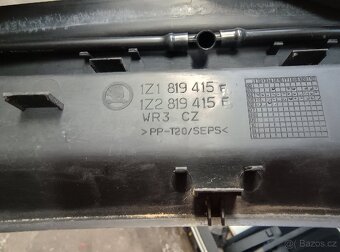 1Z1 819 415 F
1Z2 819 415 F
WR3 CZ
>PP-T20/SEPS<
Bazos.cz